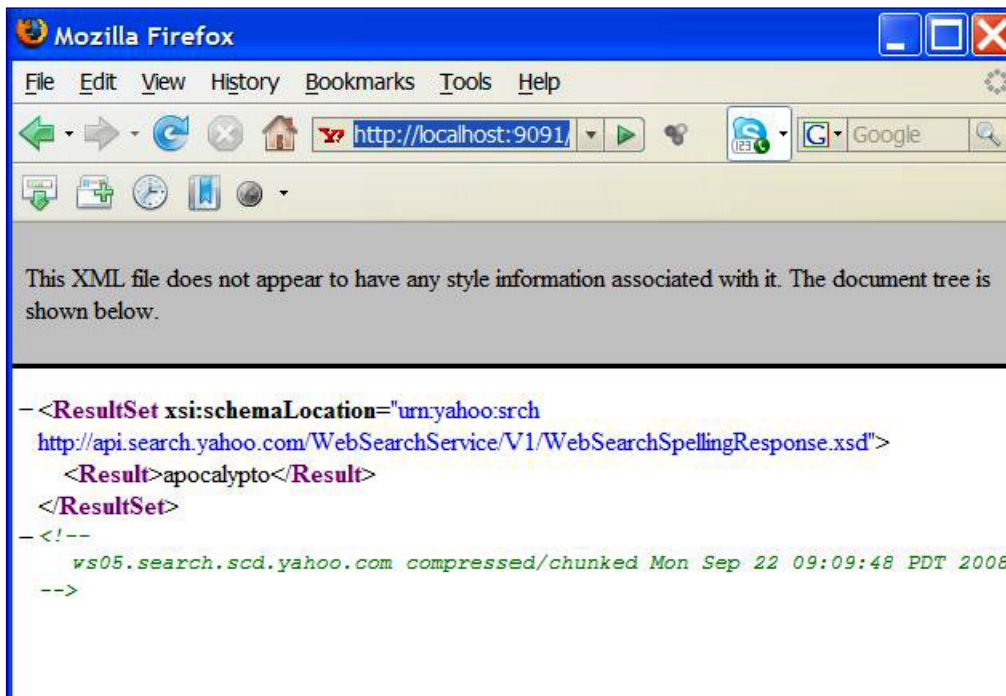 Mozilla Firefox
File Edit View History Bookmarks Tools Help
http://localhost:9091/ G Google
123
This XML file does not appear to have any style information associated with it. The document tree is
shown below.
– <ResultSet xsi:schemaLocation="urn:yahoo:srch
http://api.search.yahoo.com/WebSearchService/V1/WebSearchSpellingResponse.xsd">
<Result>apocalypto</Result>
</ResultSet>
– <!--
ws05.search.scd.yahoo.com compressed/chunked Mon Sep 22 09:09:48 PDT 2008
-->